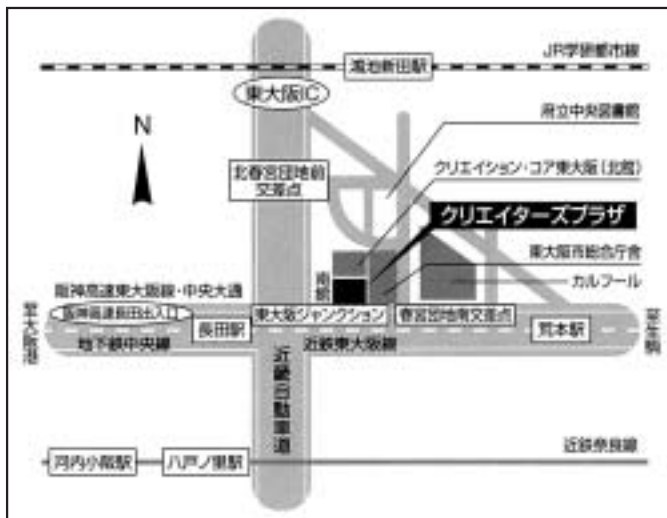 JR学研都市線
鴻池新田駅
東大阪IC
府立中央図書館
N
北春宮団地前
交差点
クリエイション・コア東大阪（北館）
クリエイターズプラザ
東大阪市総合庁舎
南館
カルフール
阪神高速東大阪線・中央大通
阪神高速長田出入口
長田駅
東大阪ジャンクション
春宮団地南交差点
荒本駅
至大阪港
至生駒
地下鉄中央線
近鉄東大阪線
近畿自動車道
近鉄奈良線
河内小阪駅
八戸ノ里駅